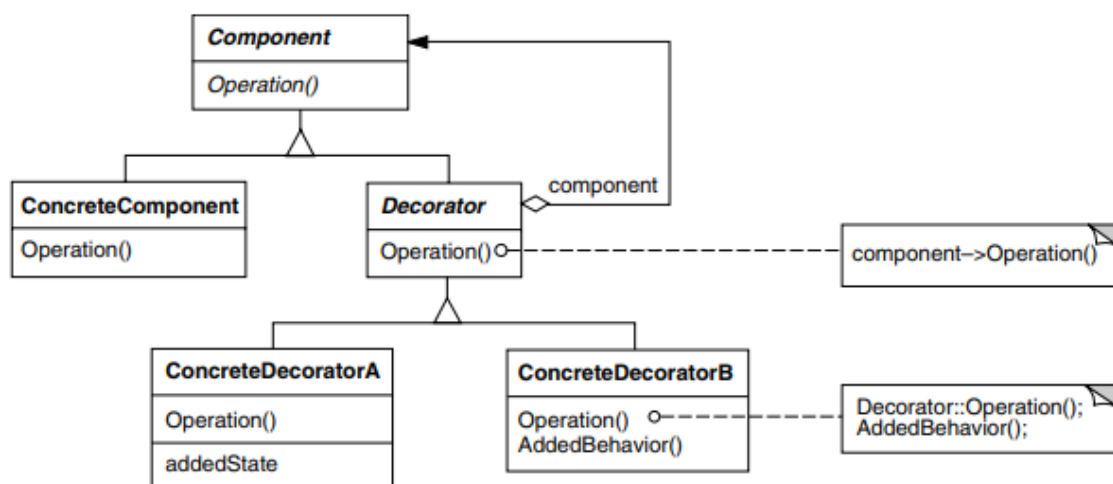 Component
Operation()
component
ConcreteComponent
Operation()
Decorator
Operation()
component–>Operation()
ConcreteDecoratorA
Operation()
addedState
ConcreteDecoratorB
Operation()
AddedBehavior()
Decorator::Operation();
AddedBehavior();